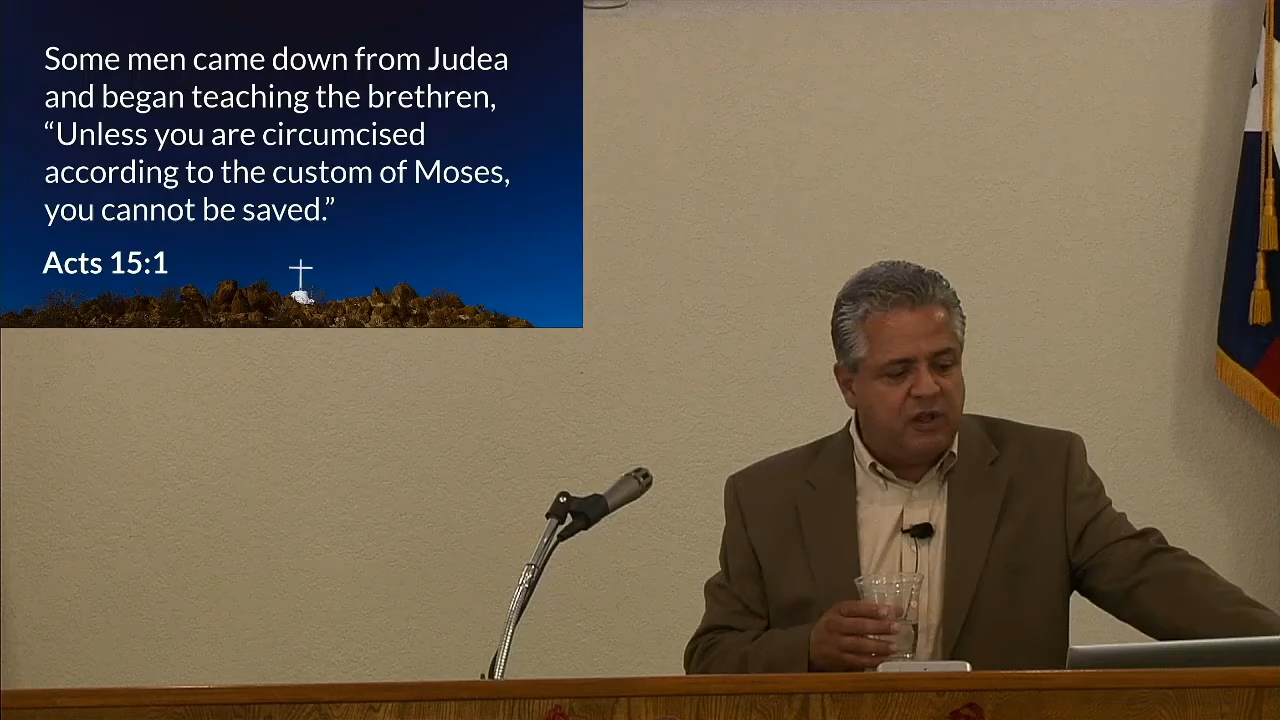 Some men came down from Judea
and began teaching the brethren,
“Unless you are circumcised
according to the custom of Moses,
you cannot be saved.”
Acts 15:1